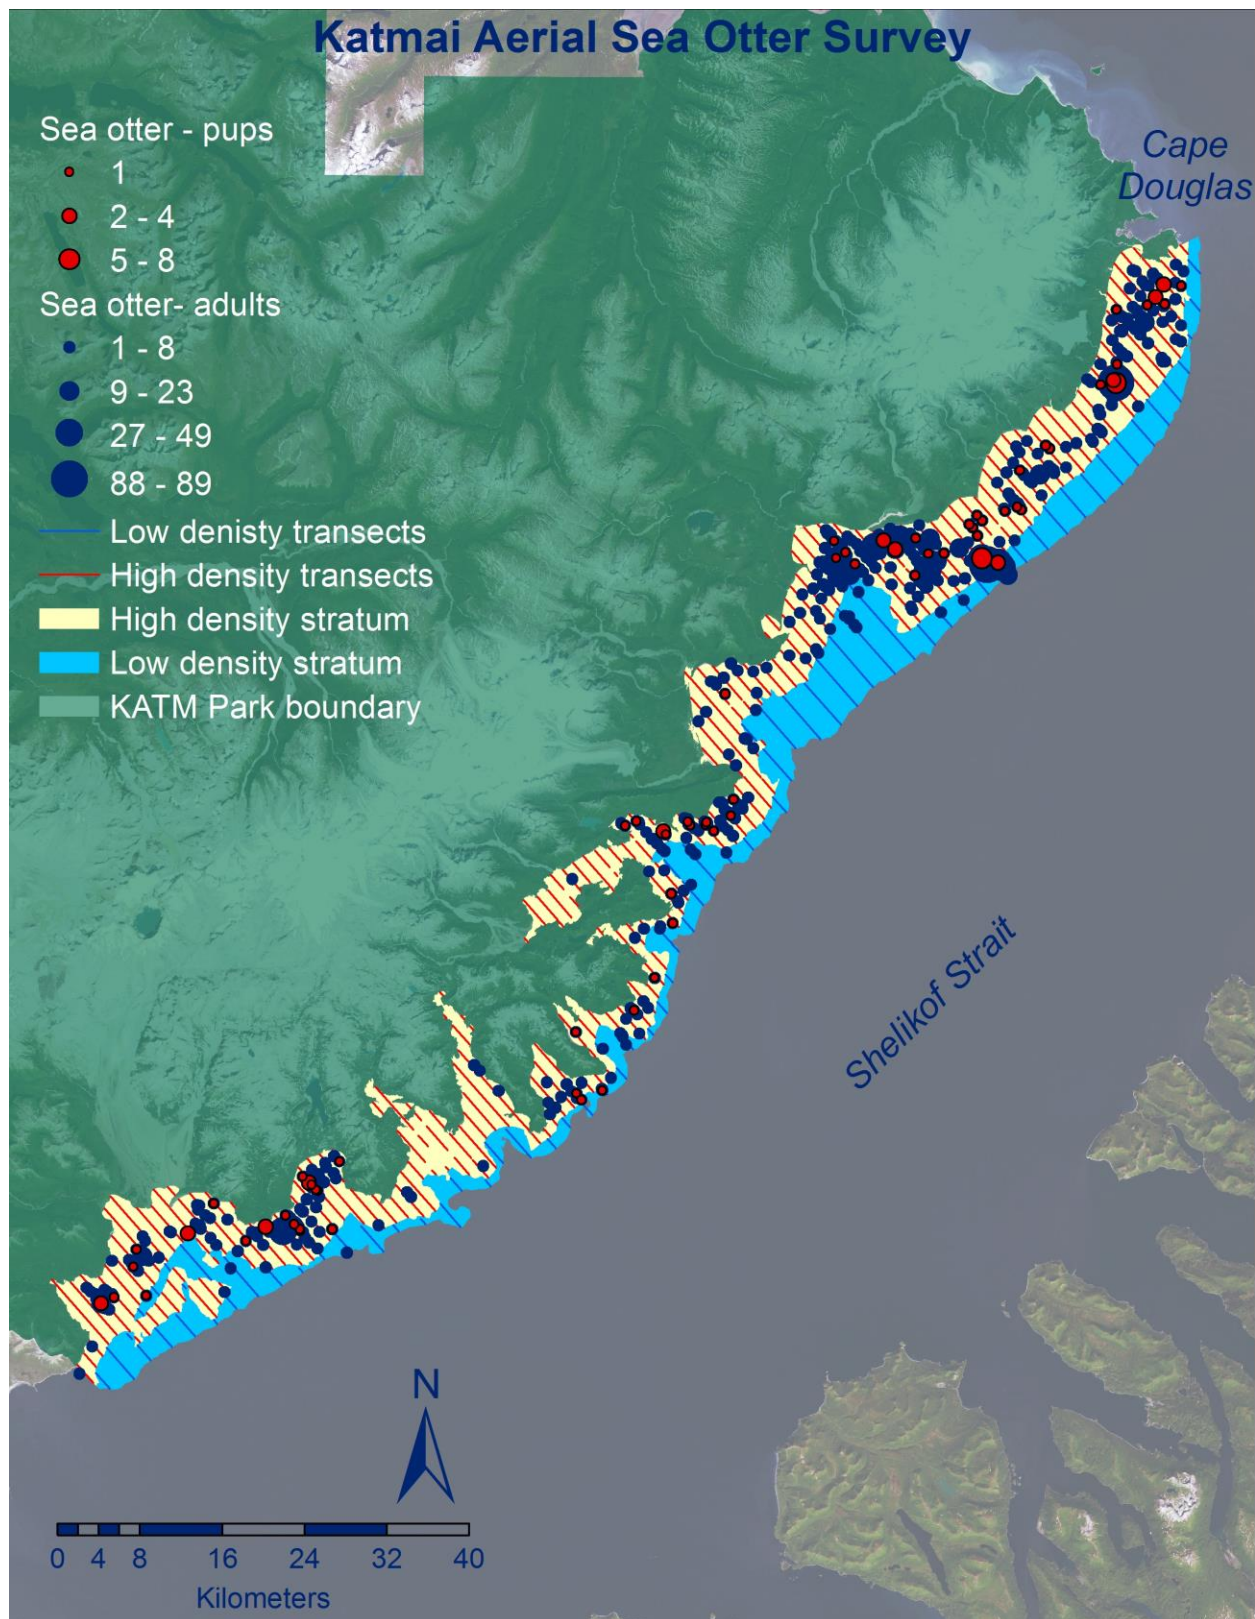 Katmai Aerial Sea Otter Survey
Sea otter - pups
1
2 - 4
5 - 8
Sea otter- adults
1 - 8
9 - 23
27 - 49
88 - 89
Low denisty transects
High density transects
High density stratum
Low density stratum
KATM Park boundary
Cape
Douglas
Shelikof Strait
N
0 4 8 16 24 32 40
Kilometers